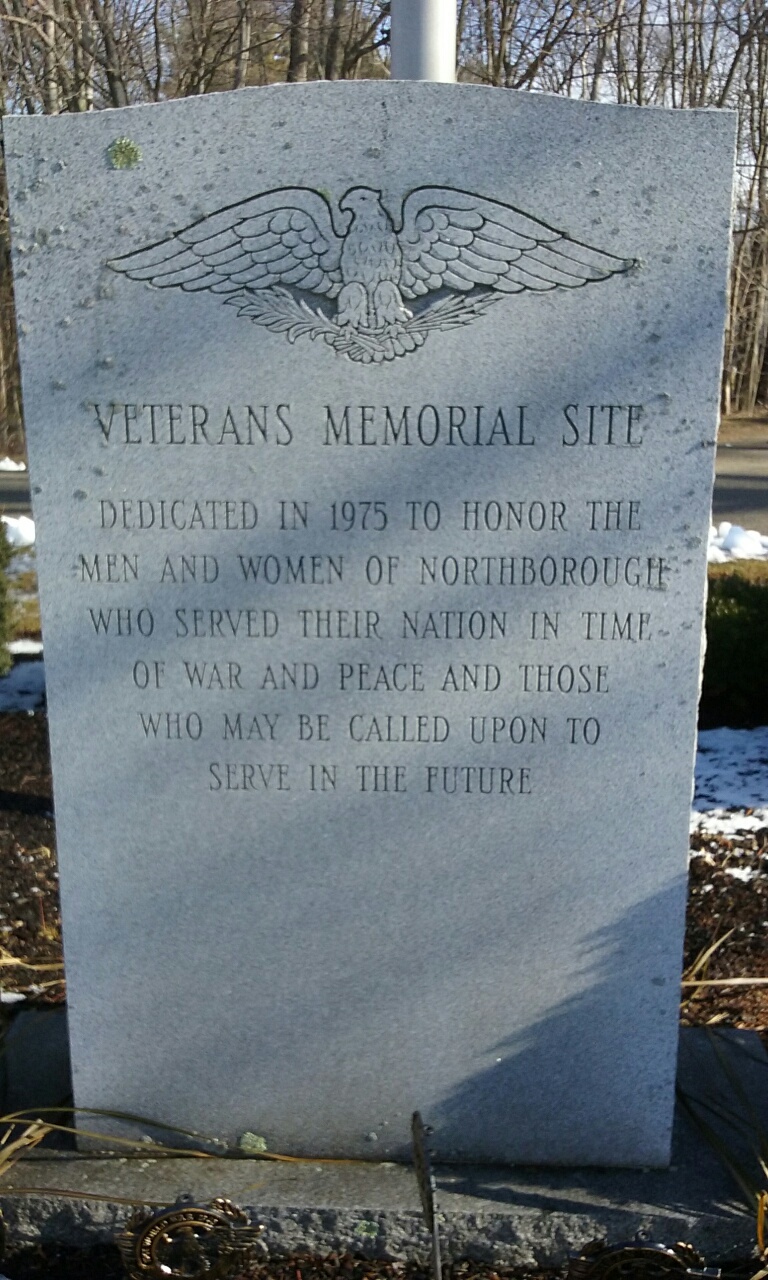 VETERANS MEMORIAL SITE
DEDICATED IN 1975 TO HONOR THE
MEN AND WOMEN OF NORTHBOROUGH
WHO SERVED THEIR NATION IN TIME
OF WAR AND PEACE AND THOSE
WHO MAY BE CALLED UPON TO
SERVE IN THE FUTURE